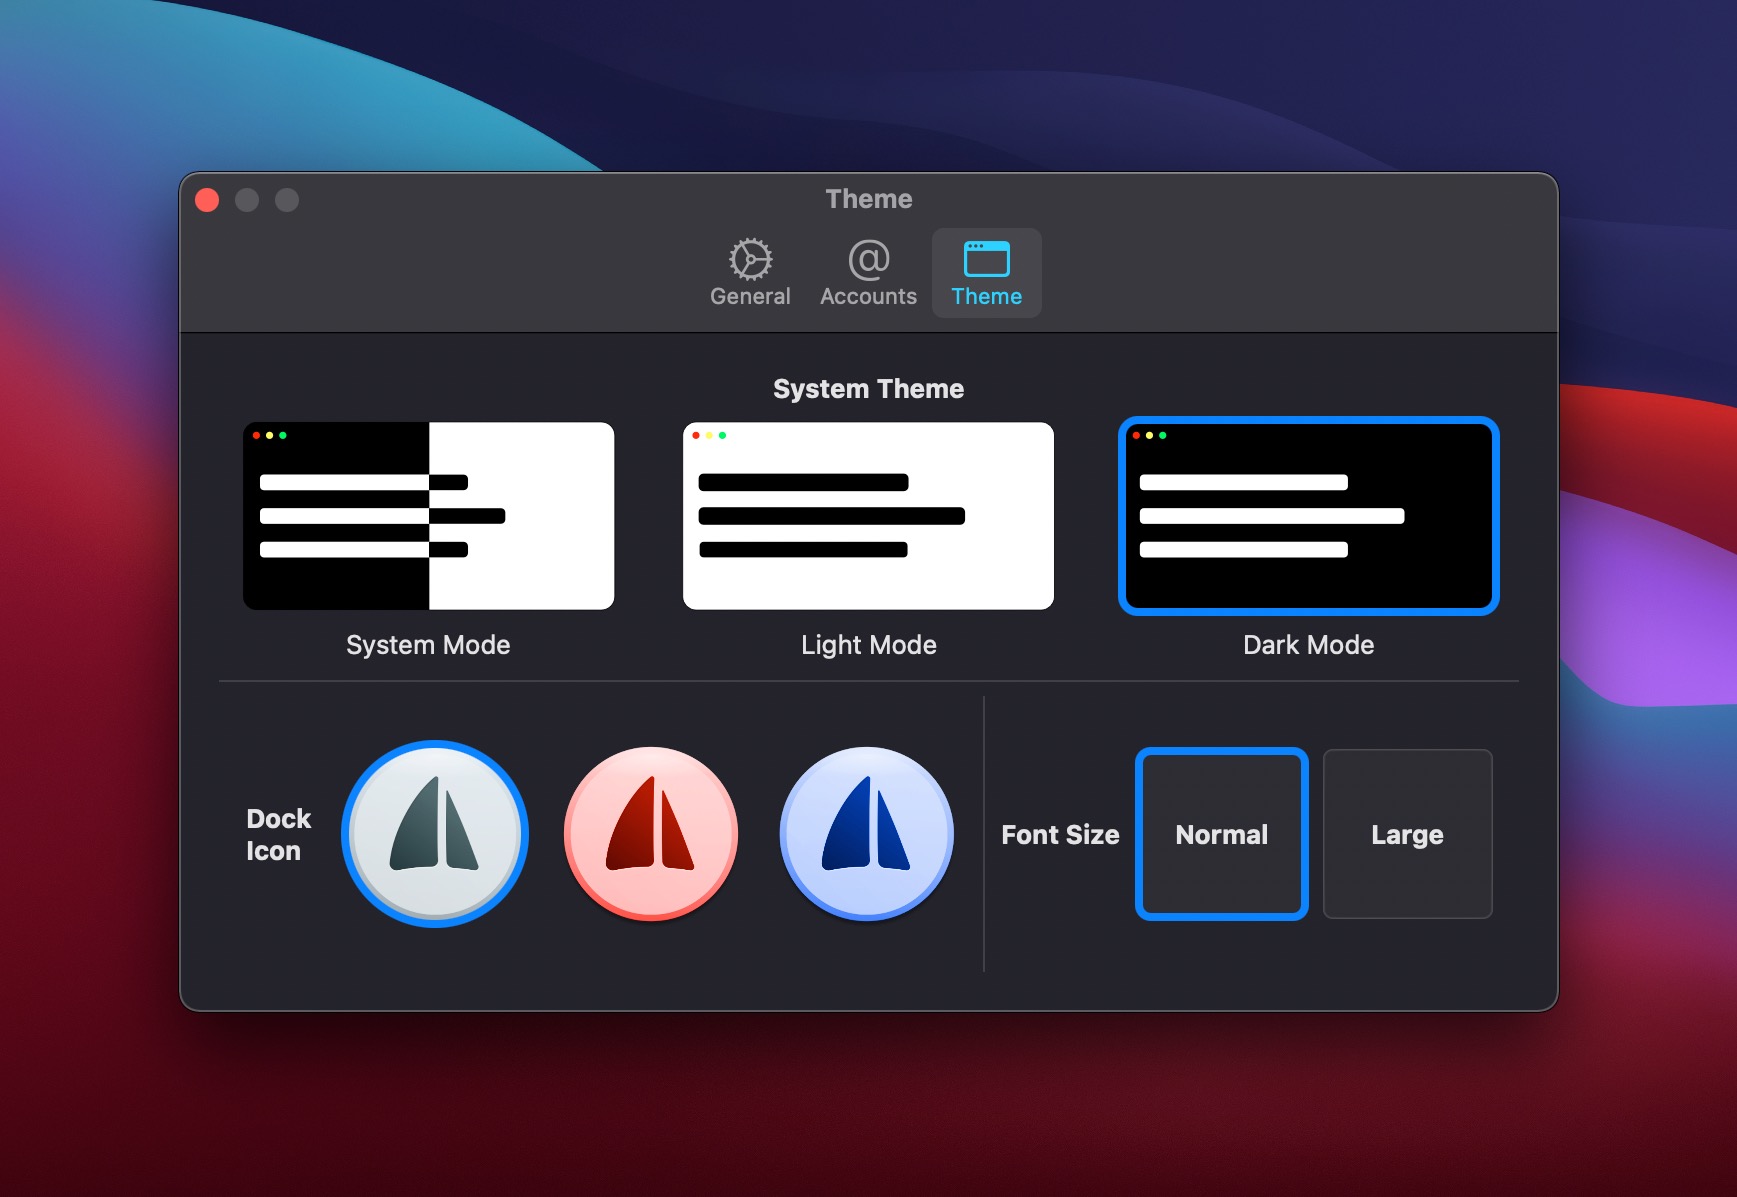 Theme
General
@
Accounts
Theme
System Theme
System Mode
Light Mode
Dark Mode
Dock
Icon
Font Size
Normal
Large